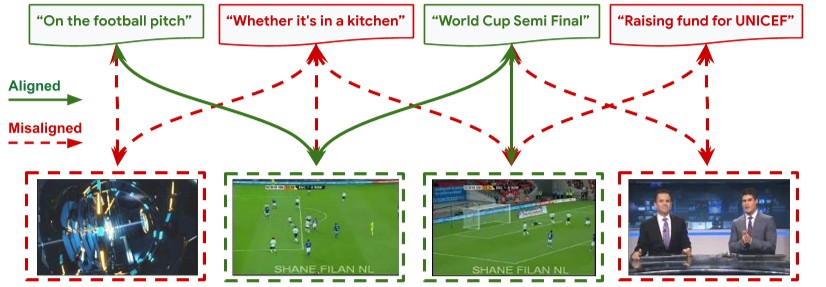 “On the football pitch”
“Whether it's in a kitchen”
“World Cup Semi Final”
“Raising fund for UNICEF”
Aligned
Misaligned
SHANE,FILAN NL
SHANE FILAN NL